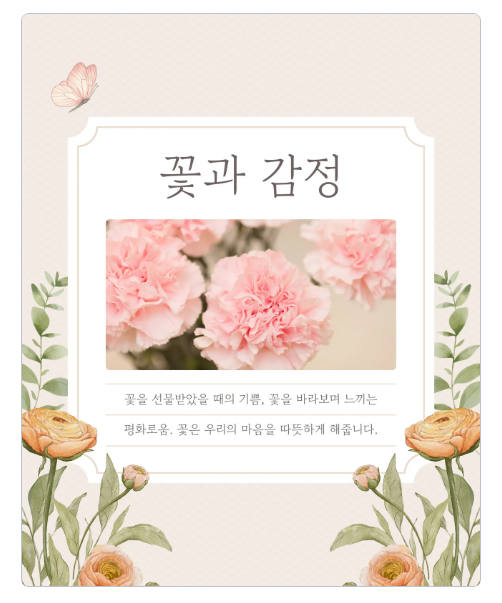 꽃과 감정
꽃을 선물받았을 때의 기쁨, 꽃을 바라보며 느끼는
평화로움. 꽃은 우리의 마음을 따뜻하게 해줍니다.